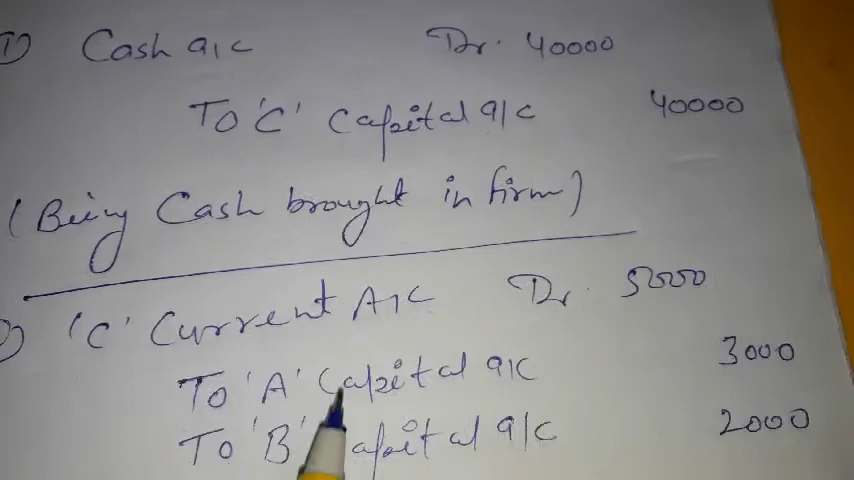 1) Cash a/c Dr. 40000
To 'C' Capital a/c 40000
(Being Cash brought in firm)
'C' Current A/C Dr. 5000
To 'A' Capital a/c 3000
To 'B' Capital a/c 2000